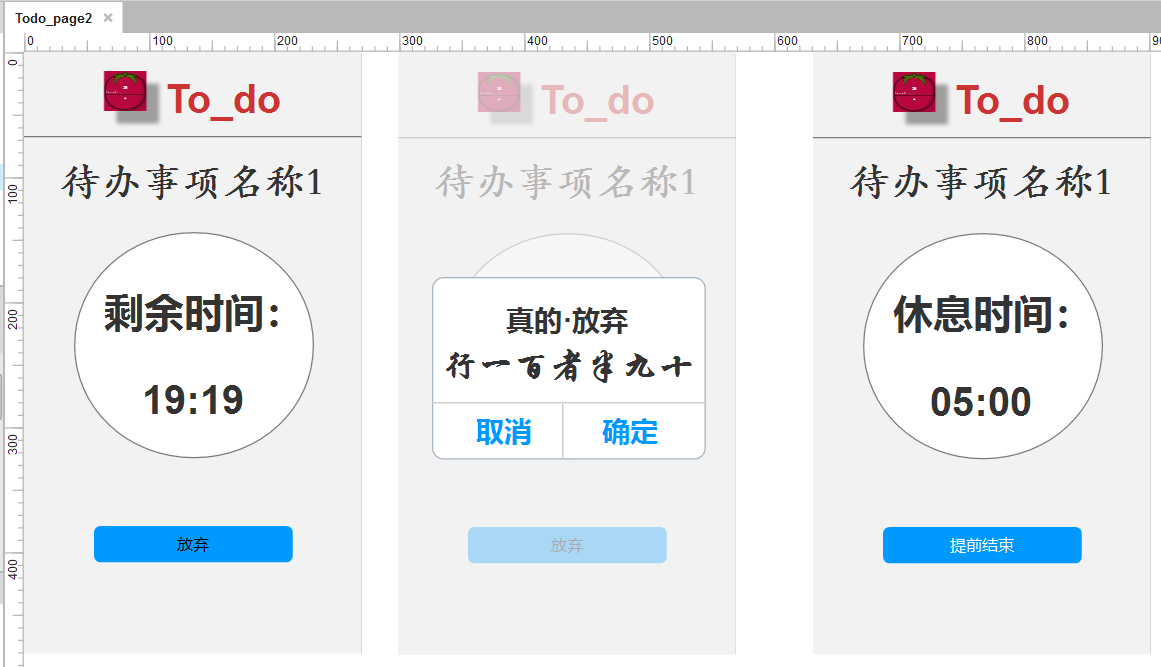 Todo_page2
0 100 200 300 400 500 600 700 800
0
100
200
300
400
To_do
待办事项名称1
剩余时间：
19:19
放弃
To_do
待办事项名称1
真的·放弃
行一百者半九十
取消 确定
放弃
To_do
待办事项名称1
休息时间：
05:00
提前结束